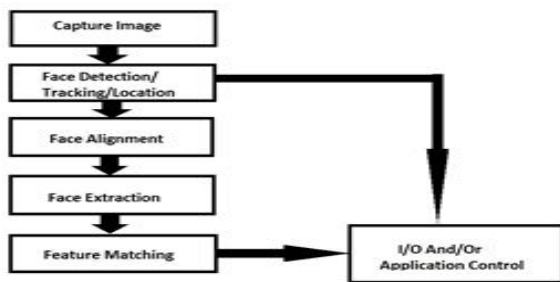 Capture Image
Face Detection/
Tracking/Location
Face Alignment
Face Extraction
Feature Matching
I/O And/Or
Application Control